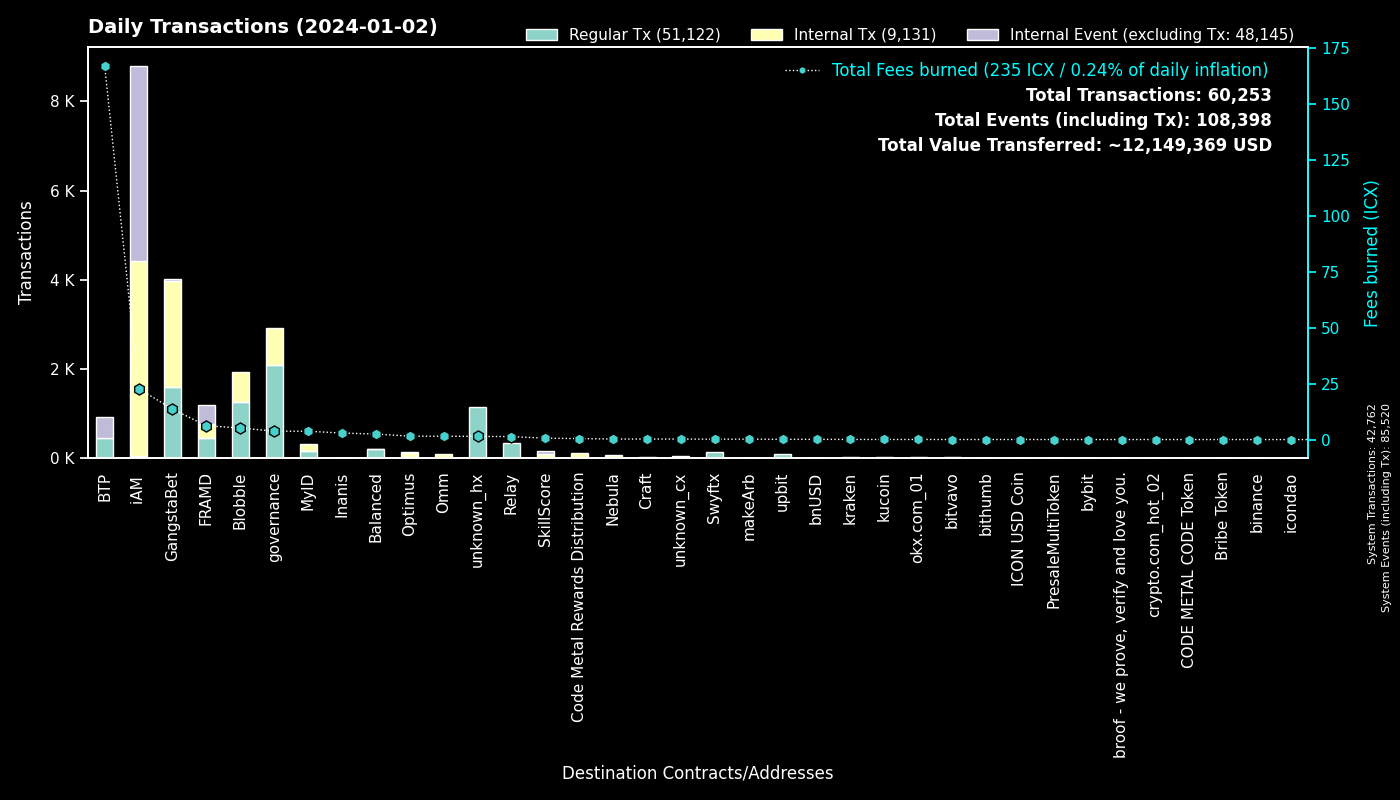 Daily Transactions (2024-01-02)
Regular Tx (51,122)
Internal Tx (9,131)
Internal Event (excluding Tx: 48,145)
Total Fees burned (235 ICX / 0.24% of daily inflation)
Total Transactions: 60,253
Total Events (including Tx): 108,398
Total Value Transferred: ~12,149,369 USD
Transactions
8 K
6 K
4 K
2 K
0 K
175
150
125
100
75
50
25
0
Fees burned (ICX)
BTP
iAM
GangstaBet
FRAMD
Blobble
governance
MyID
Inanis
Balanced
Optimus
Omm
unknown_hx
Relay
SkillScore
Code Metal Rewards Distribution
Nebula
Craft
unknown_cx
Swyftx
makeArb
upbit
bnUSD
kraken
kucoin
okx.com_01
bitvavo
bithumb
ICON USD Coin
PresaleMultiToken
bybit
broof - we prove, verify and love you.
crypto.com_hot_02
CODE METAL CODE Token
Bribe Token
binance
icondao
Destination Contracts/Addresses
System Transactions: 42,762
System Events (including Tx): 85,520